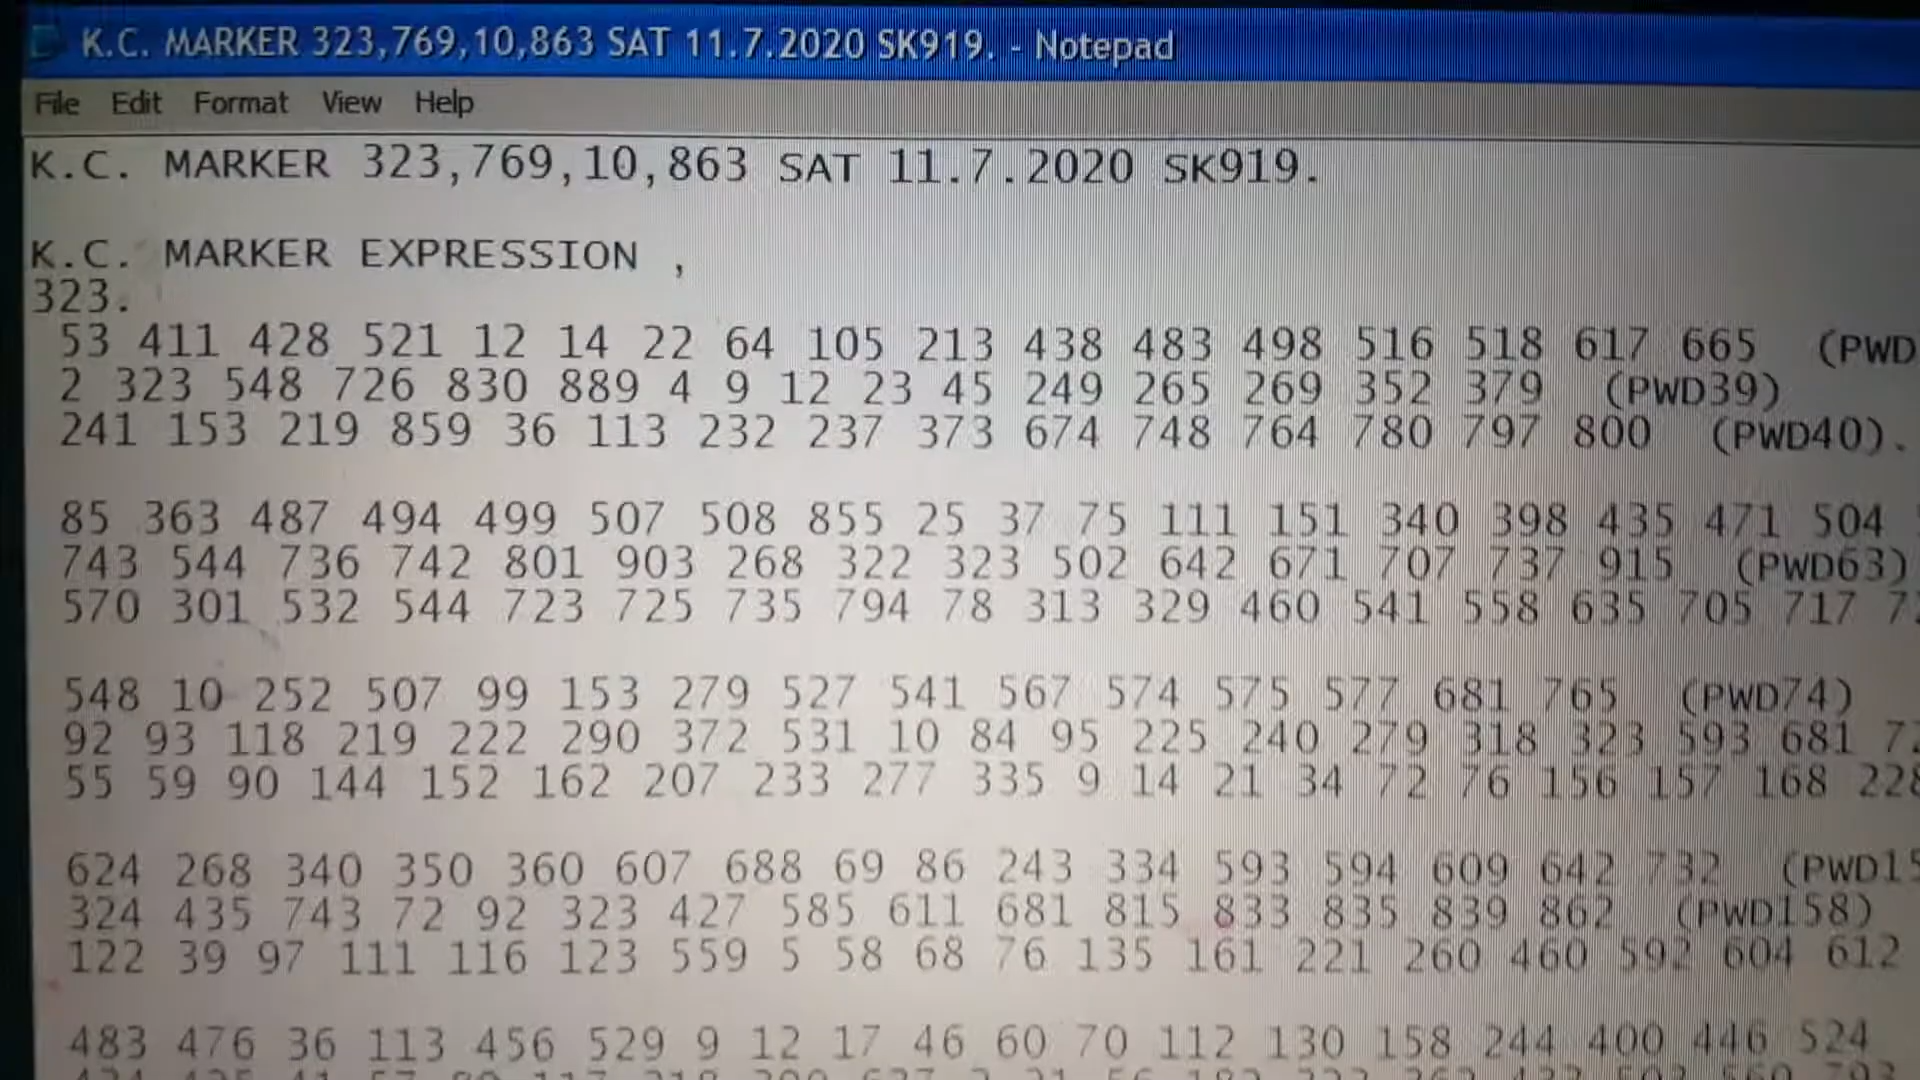 K.C. MARKER 323,769,10,863 SAT 11.7.2020 SK919. - Notepad
File Edit Format View Help
K.C. MARKER 323,769,10,863 SAT 11.7.2020 SK919.
K.C. MARKER EXPRESSION ,
323.
53 411 428 521 12 14 22 64 105 213 438 483 498 516 518 617 665 (PWD
2 323 548 726 830 889 4 9 12 23 45 249 265 269 352 379 (PWD39)
241 153 219 859 36 113 232 237 373 674 748 764 780 797 800 (PWD40).
85 363 487 494 499 507 508 855 25 37 75 111 151 340 398 435 471 504
743 544 736 742 801 903 268 322 323 502 642 671 707 737 915 (PWD63)
570 301 532 544 723 725 735 794 78 313 329 460 541 558 635 705 717
548 10 252 507 99 153 279 527 541 567 574 575 577 681 765 (PWD74)
92 93 118 219 222 290 372 531 10 84 95 225 240 279 318 323 593 681
55 59 90 144 152 162 207 233 277 335 9 14 21 34 72 76 156 157 168 228
624 268 340 350 360 607 688 69 86 243 334 593 594 609 642 732 (PWD15
324 435 743 72 92 323 427 585 611 681 815 833 835 839 862 (PWD158)
122 39 97 111 116 123 559 5 58 68 76 135 161 221 260 460 592 604 612
483 476 36 113 456 529 9 12 17 46 60 70 112 130 158 244 400 446 524